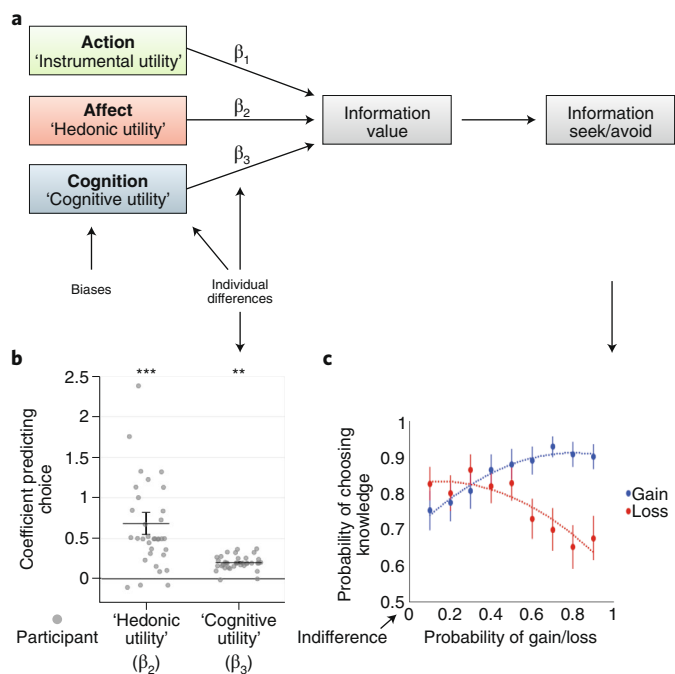 a
Action
'Instrumental utility'
β1
Affect
'Hedonic utility'
β2
Information
value
Information
seek/avoid
β3
Cognition
'Cognitive utility'
Biases
Individual
differences
b
***
**
2.5
2
1.5
1
0.5
0
Coefficient predicting
choice
Participant
'Hedonic
utility'
(β2)
'Cognitive
utility'
(β3)
c
1
0.9
0.8
0.7
0.6
0.5
Probability of choosing
knowledge
Gain
Loss
0 0.2 0.4 0.6 0.8 1
Indifference
Probability of gain/loss